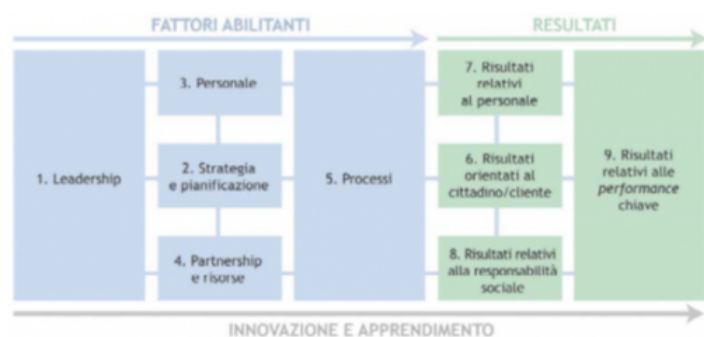 FATTORI ABILITANTI
RISULTATI
1. Leadership
3. Personale
2. Strategia
e pianificazione
4. Partnership
e risorse
5. Processi
7. Risultati
relativi
al personale
6. Risultati
orientati al
cittadino/cliente
8. Risultati relativi
alla responsabilità
sociale
9. Risultati
relativi alle
performance
chiave
INNOVAZIONE E APPRENDIMENTO